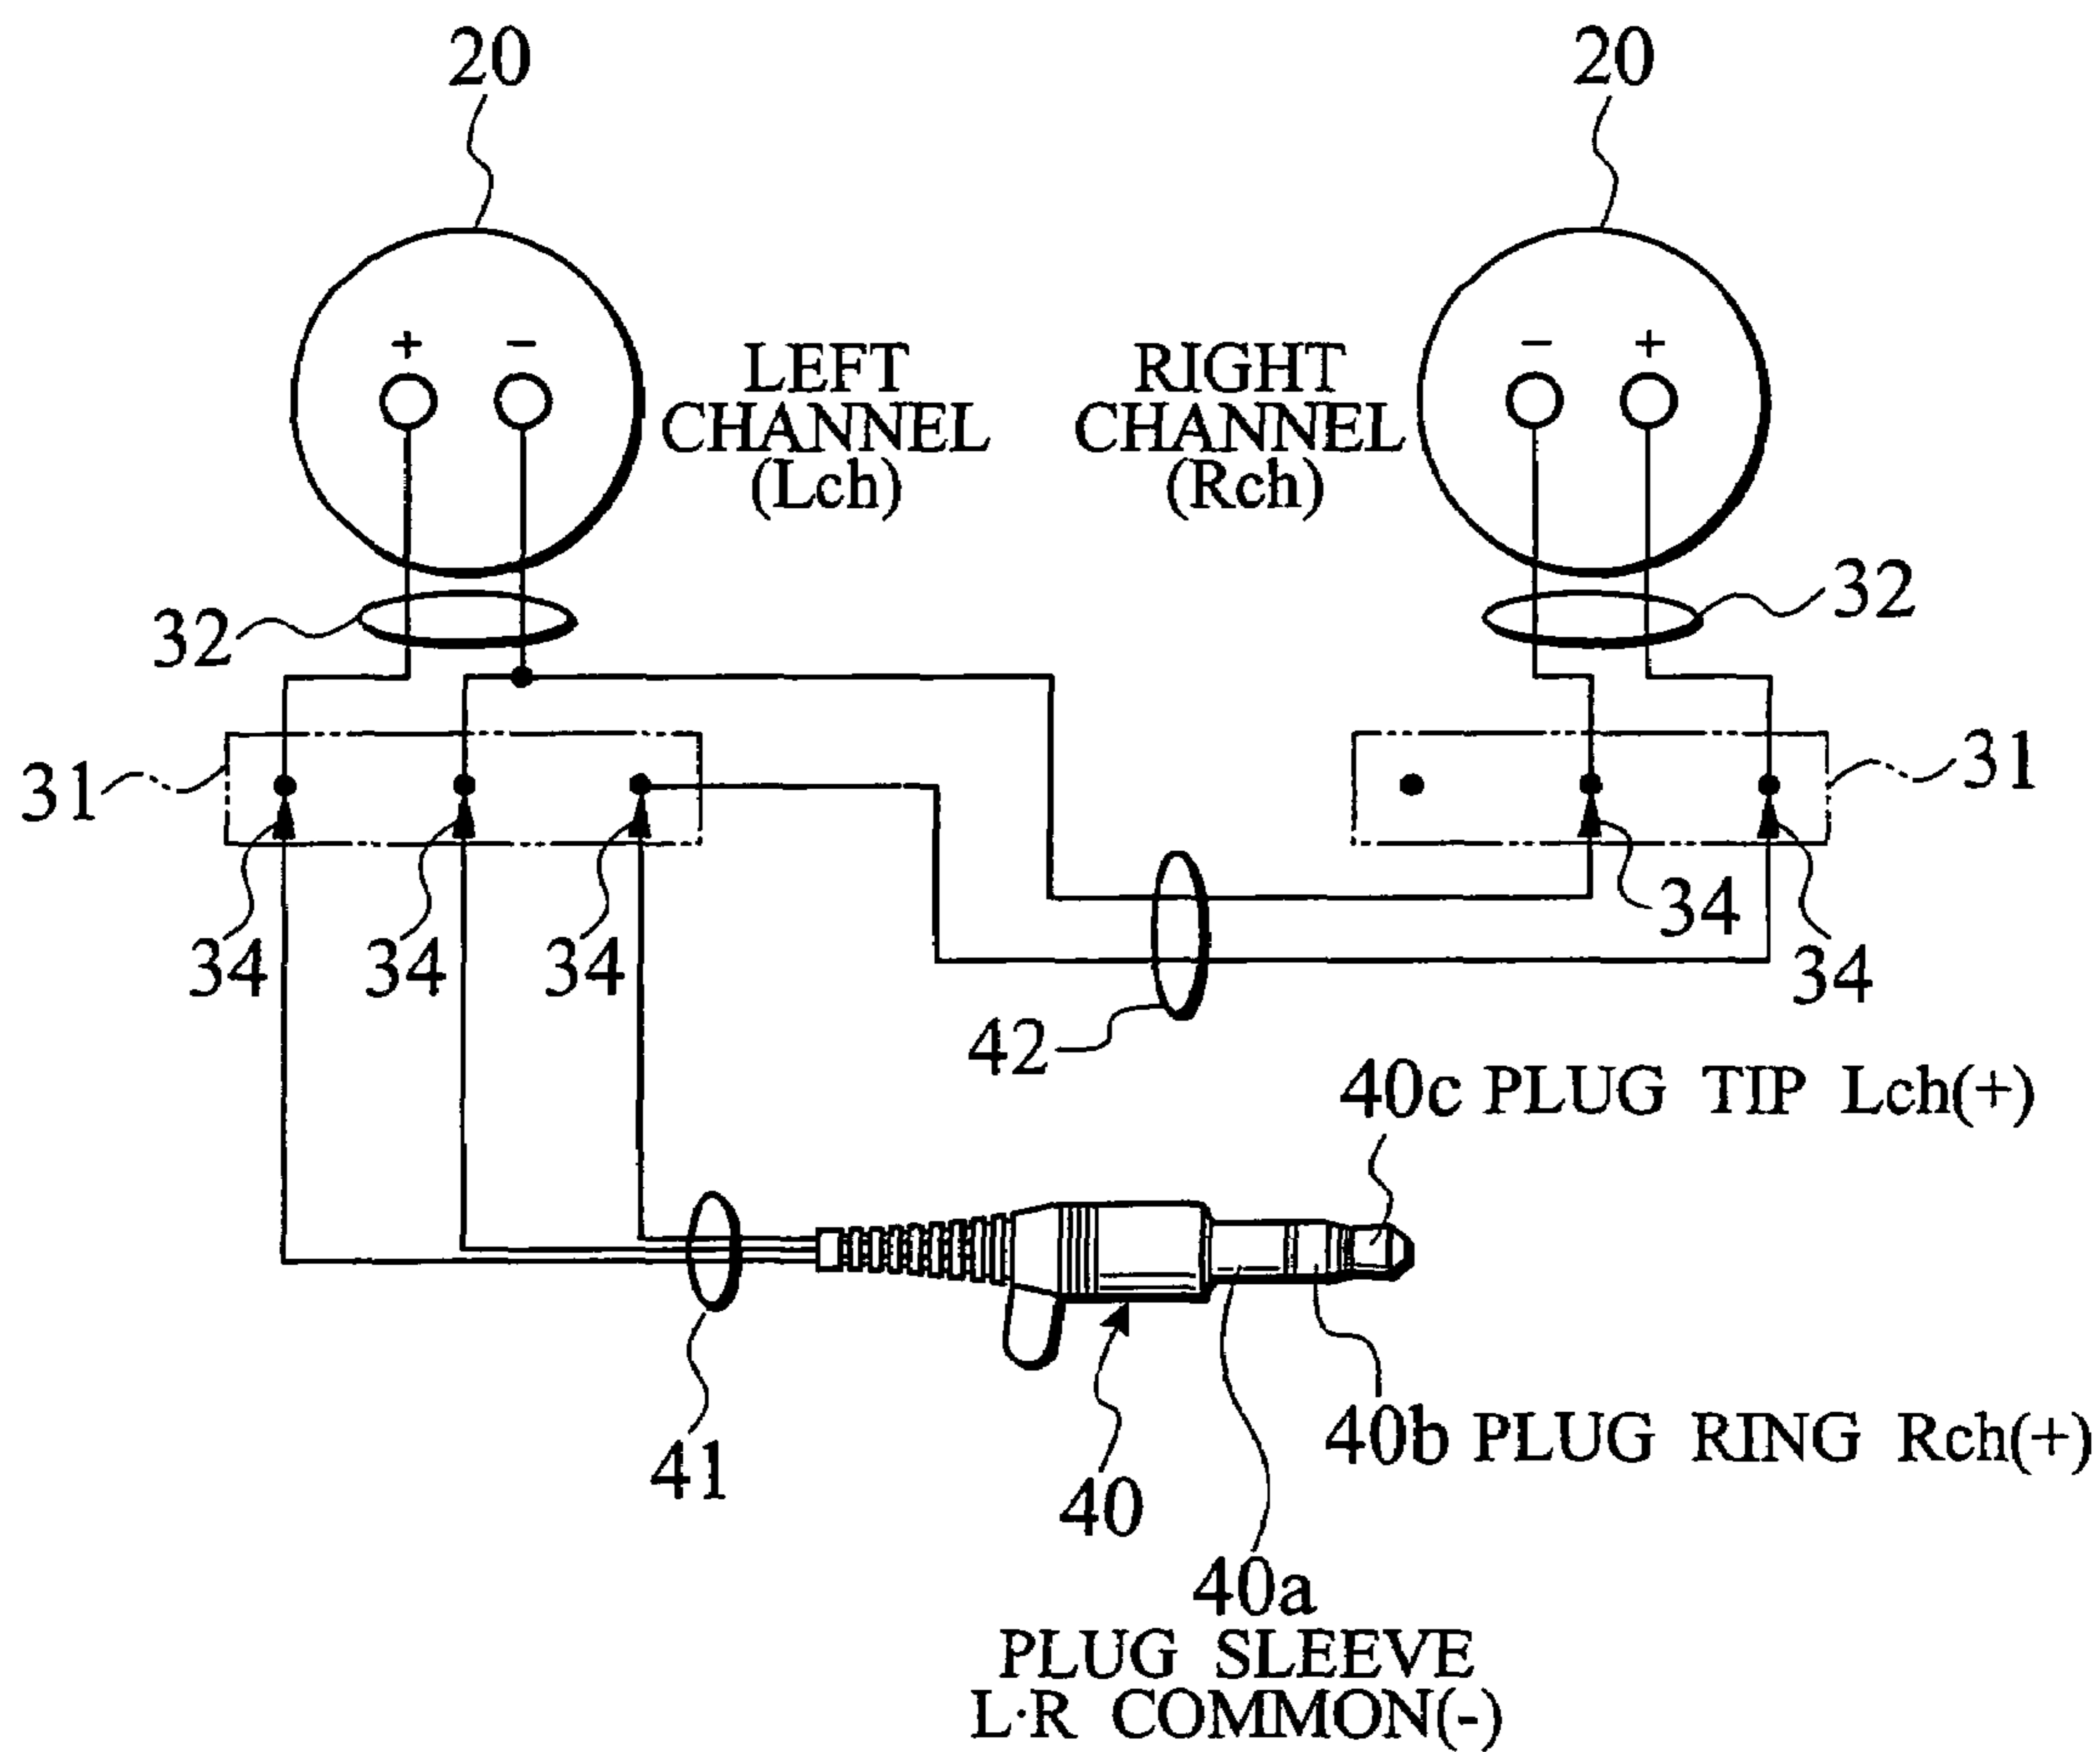 20
20
+ −
− +
LEFT
CHANNEL
(Lch)
RIGHT
CHANNEL
(Rch)
32
32
31
31
34
34
34
34
34
42
40c PLUG TIP Lch(+)
40b PLUG RING Rch(+)
41
40
40a
PLUG SLEEVE
L·R COMMON(-)